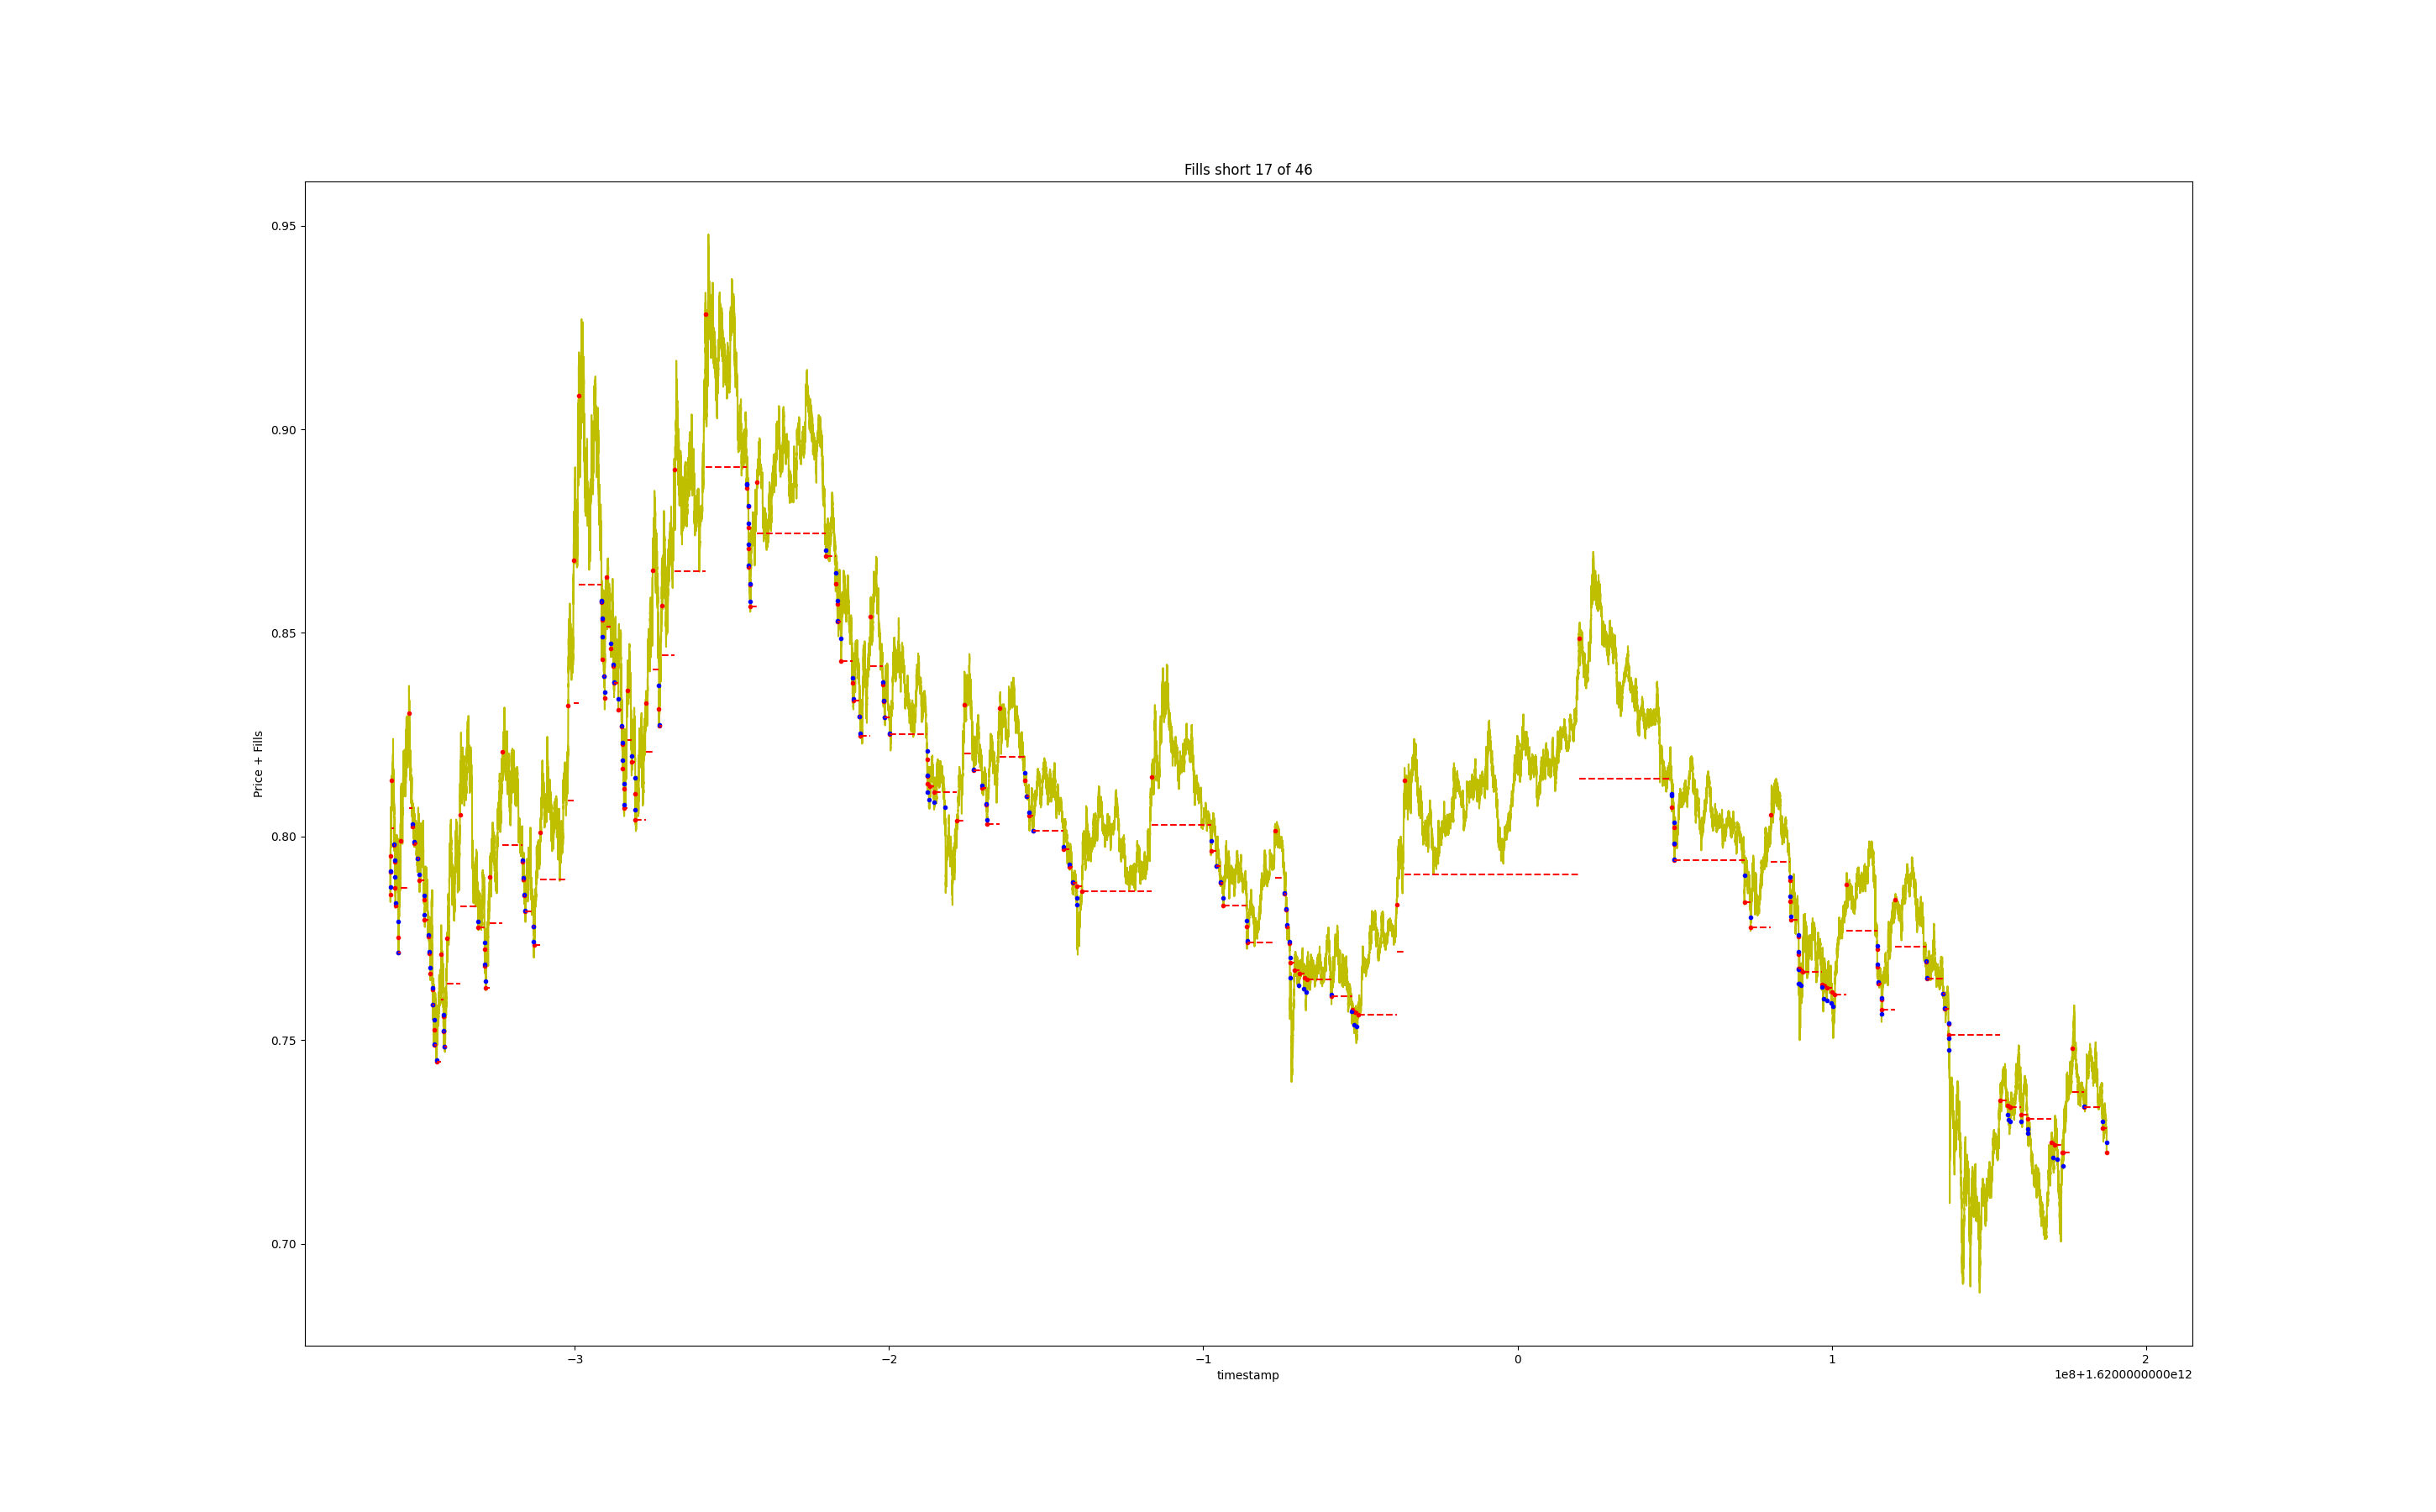 Fills short 17 of 46
Price + Fills
0.95
0.90
0.85
0.80
0.75
0.70
−3 −2 −1 0 1 2
timestamp
1e8+1.6200000000e12